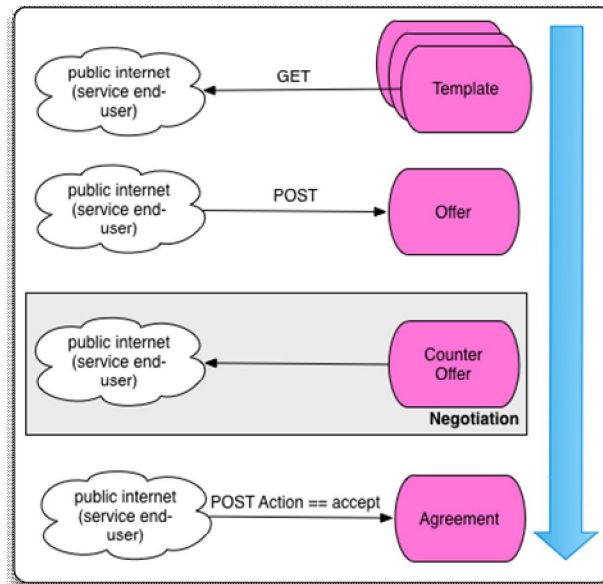 public internet
(service end-
user)
GET
Template
public internet
(service end-
user)
POST
Offer
public internet
(service end-
user)
Counter
Offer
Negotiation
public internet
(service end-
user)
POST Action == accept
Agreement